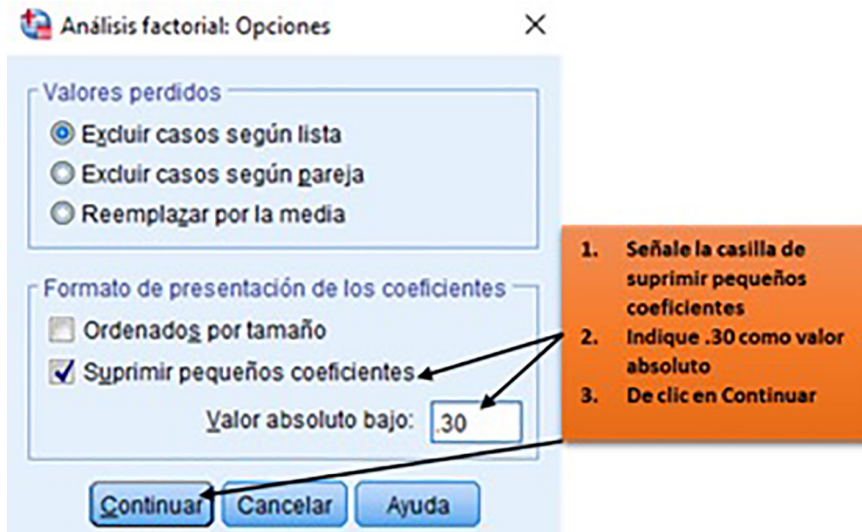 Análisis factorial: Opciones
Valores perdidos
Excluir casos según lista
Excluir casos según pareja
Reemplazar por la media
Formato de presentación de los coeficientes
Ordenados por tamaño
Suprimir pequeños coeficientes
Valor absoluto bajo: .30
Continuar Cancelar Ayuda
1. Señale la casilla de
suprimir pequeños
coeficientes
2. Indique .30 como valor
absoluto
3. De clic en Continuar